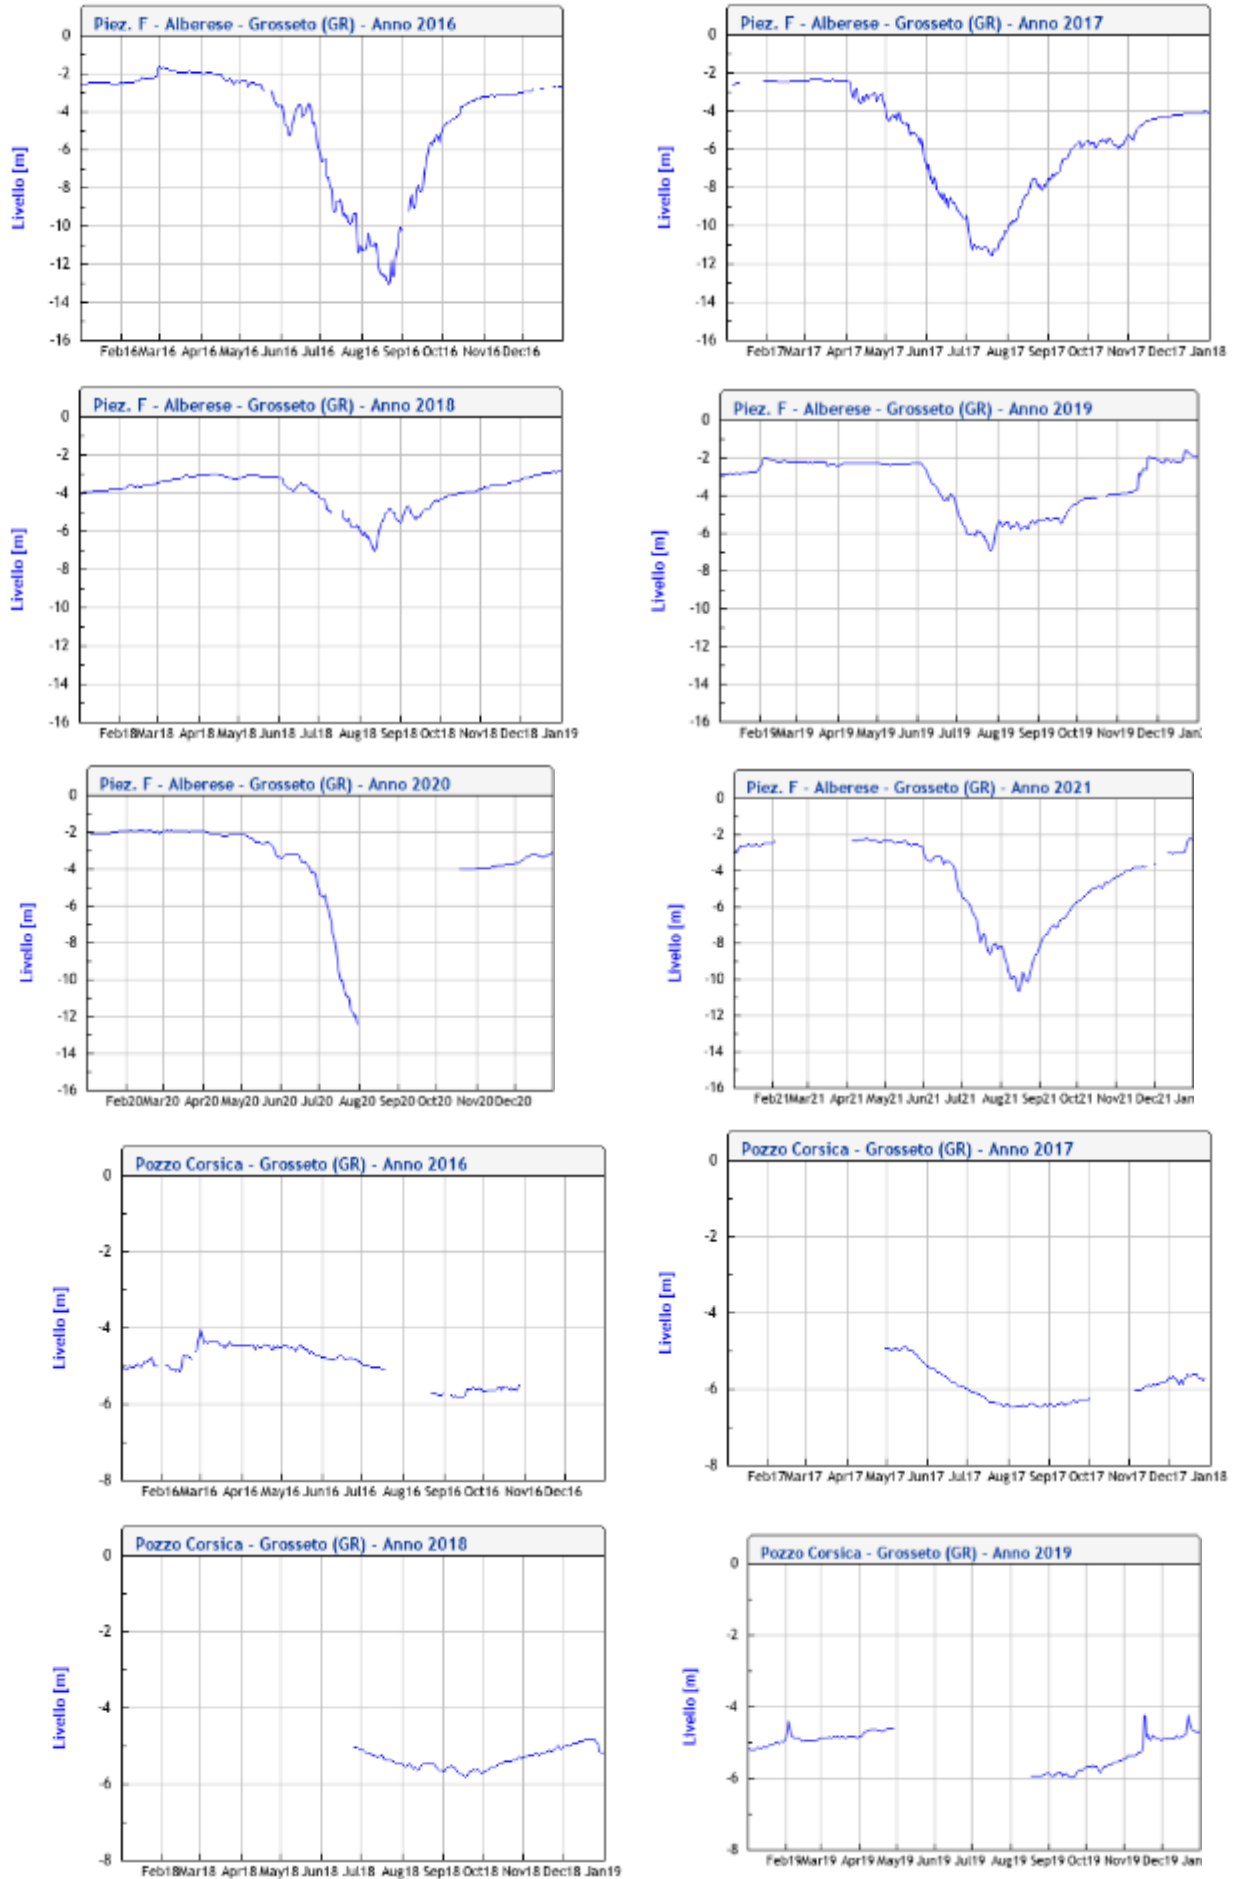 Piez. F - Alberese - Grosseto (GR) - Anno 2016
Livello [m]
0
-2
-4
-6
-8
-10
-12
-14
-16
Feb16 Mar16 Apr16 May16 Jun16 Jul16 Aug16 Sep16 Oct16 Nov16 Dec16
Piez. F - Alberese - Grosseto (GR) - Anno 2017
Livello [m]
0
-2
-4
-6
-8
-10
-12
-14
-16
Feb17 Mar17 Apr17 May17 Jun17 Jul17 Aug17 Sep17 Oct17 Nov17 Dec17 Jan18
Piez. F - Alberese - Grosseto (GR) - Anno 2018
Livello [m]
0
-2
-4
-6
-8
-10
-12
-14
-16
Feb18 Mar18 Apr18 May18 Jun18 Jul18 Aug18 Sep18 Oct18 Nov18 Dec18 Jan19
Piez. F - Alberese - Grosseto (GR) - Anno 2019
Livello [m]
0
-2
-4
-6
-8
-10
-12
-14
-16
Feb19 Mar19 Apr19 May19 Jun19 Jul19 Aug19 Sep19 Oct19 Nov19 Dec19 Jan
Piez. F - Alberese - Grosseto (GR) - Anno 2020
Livello [m]
0
-2
-4
-6
-8
-10
-12
-14
-16
Feb20 Mar20 Apr20 May20 Jun20 Jul20 Aug20 Sep20 Oct20 Nov20 Dec20
Piez. F - Alberese - Grosseto (GR) - Anno 2021
Livello [m]
0
-2
-4
-6
-8
-10
-12
-14
-16
Feb21 Mar21 Apr21 May21 Jun21 Jul21 Aug21 Sep21 Oct21 Nov21 Dec21 Jan
Pozzo Corsica - Grosseto (GR) - Anno 2016
Livello [m]
0
-2
-4
-6
-8
Feb16 Mar16 Apr16 May16 Jun16 Jul16 Aug16 Sep16 Oct16 Nov16 Dec16
Pozzo Corsica - Grosseto (GR) - Anno 2017
Livello [m]
0
-2
-4
-6
-8
Feb17 Mar17 Apr17 May17 Jun17 Jul17 Aug17 Sep17 Oct17 Nov17 Dec17 Jan18
Pozzo Corsica - Grosseto (GR) - Anno 2018
Livello [m]
0
-2
-4
-6
-8
Feb18 Mar18 Apr18 May18 Jun18 Jul18 Aug18 Sep18 Oct18 Nov18 Dec18 Jan19
Pozzo Corsica - Grosseto (GR) - Anno 2019
Livello [m]
0
-2
-4
-6
-8
Feb19 Mar19 Apr19 May19 Jun19 Jul19 Aug19 Sep19 Oct19 Nov19 Dec19 Jan